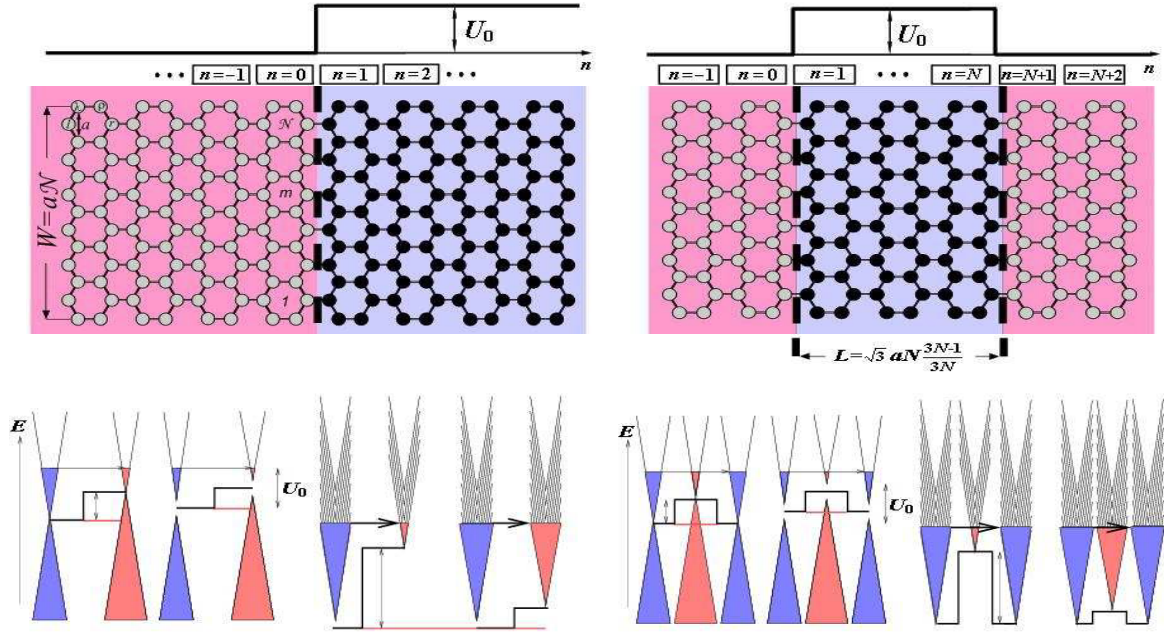 U₀
n
··· n=−1 n=0 n=1 n=2 ···
λ ρ
l a r
𝒩
m
1
W=a𝒩
U₀
n
n=−1 n=0 n=1 ··· n=N n=N+1 n=N+2
L=√3 aN (3N-1)/(3N)
E
U₀
E
U₀